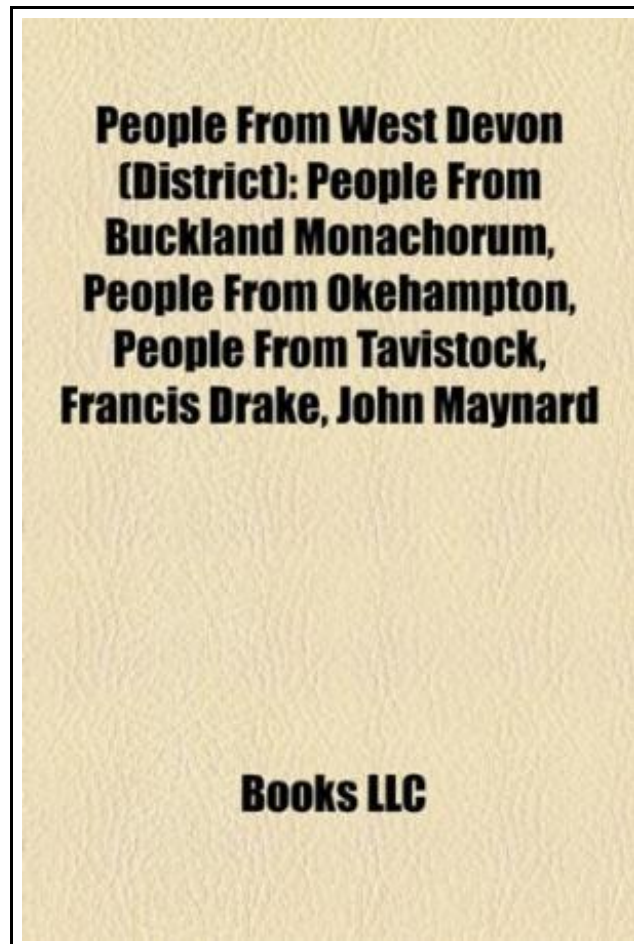 People From West Devon
(District): People From
Buckland Monachorum,
People From Okehampton,
People From Tavistock,
Francis Drake, John Maynard
Books LLC